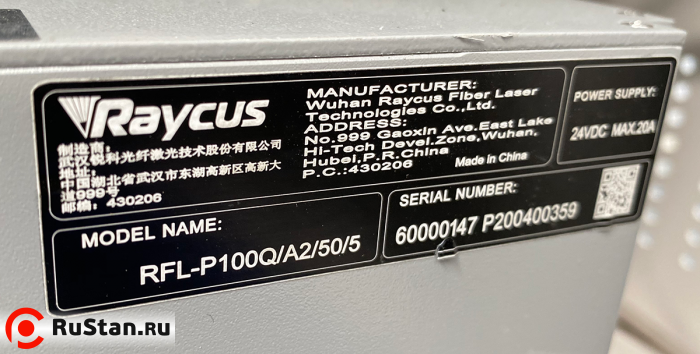 Raycus
制造商:
武汉锐科光纤激光技术股份有限公司
地址:
中国湖北省武汉市东湖高新区高新大
道999号
邮编: 430206
MANUFACTURER:
Wuhan Raycus Fiber Laser
Technologies Co.,Ltd.
ADDRESS:
No.999 Gaoxin Ave.East Lake
Hi-Tech Devel.Zone,Wuhan,
Hubei,P.R.China
P.C.:430206
Made in China
POWER SUPPLY:
24VDC MAX.20A
MODEL NAME:
RFL-P100Q/A2/50/5
SERIAL NUMBER:
60000147 P200400359
RuStan.ru